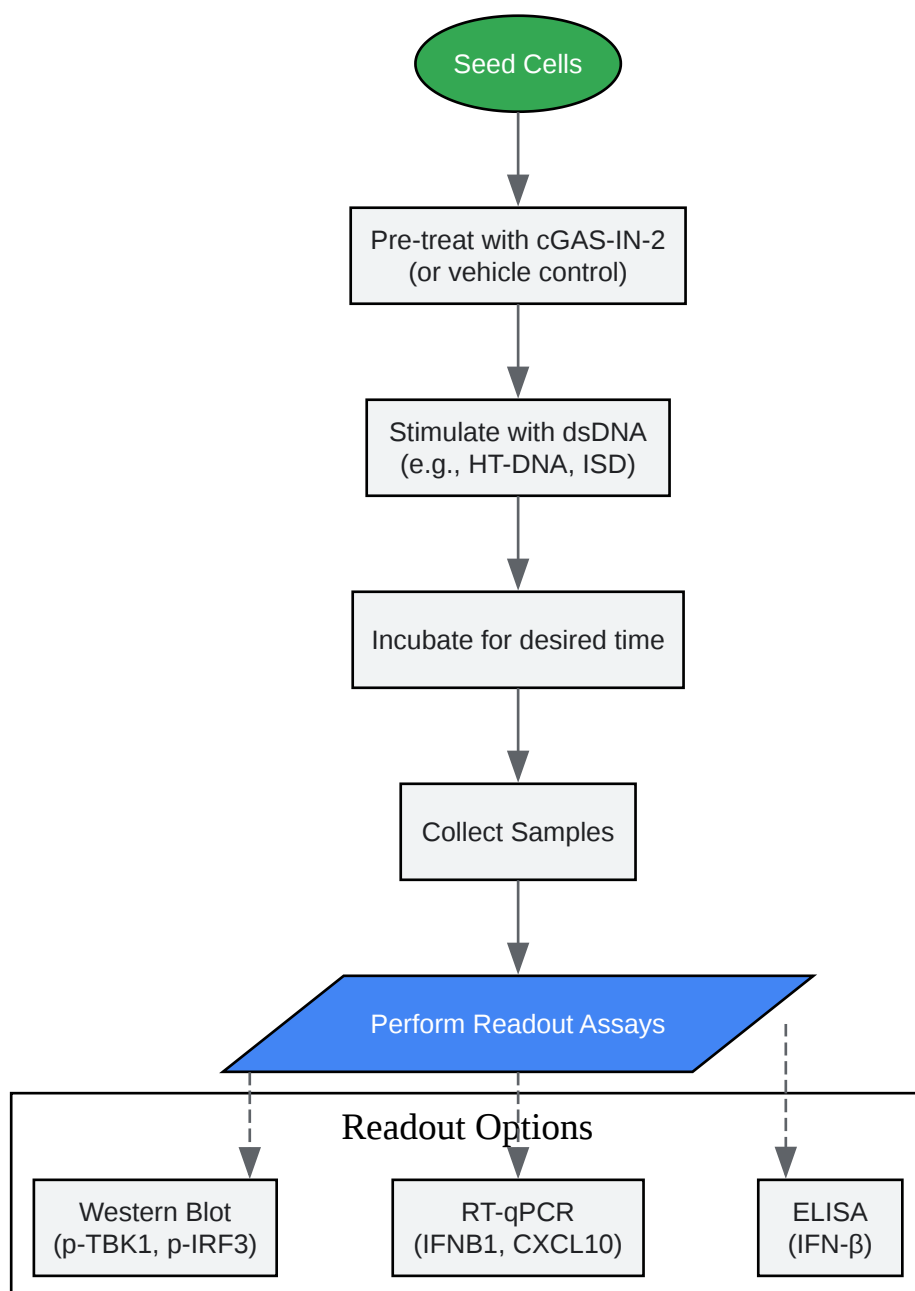 Seed Cells
Pre-treat with cGAS-IN-2
(or vehicle control)
Stimulate with dsDNA
(e.g., HT-DNA, ISD)
Incubate for desired time
Collect Samples
Perform Readout Assays
Readout Options
Western Blot
(p-TBK1, p-IRF3)
RT-qPCR
(IFNB1, CXCL10)
ELISA
(IFN-β)